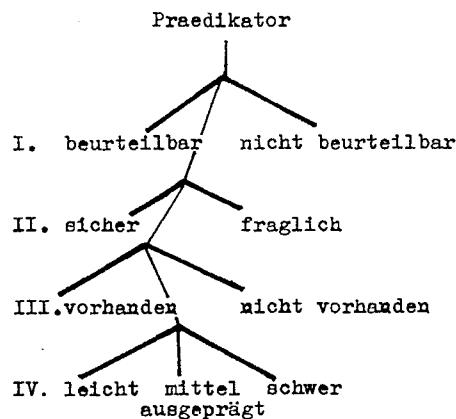 Praedikator
I. beurteilbar nicht beurteilbar
II. sicher fraglich
III. vorhanden nicht vorhanden
IV. leicht mittel schwer
ausgeprägt